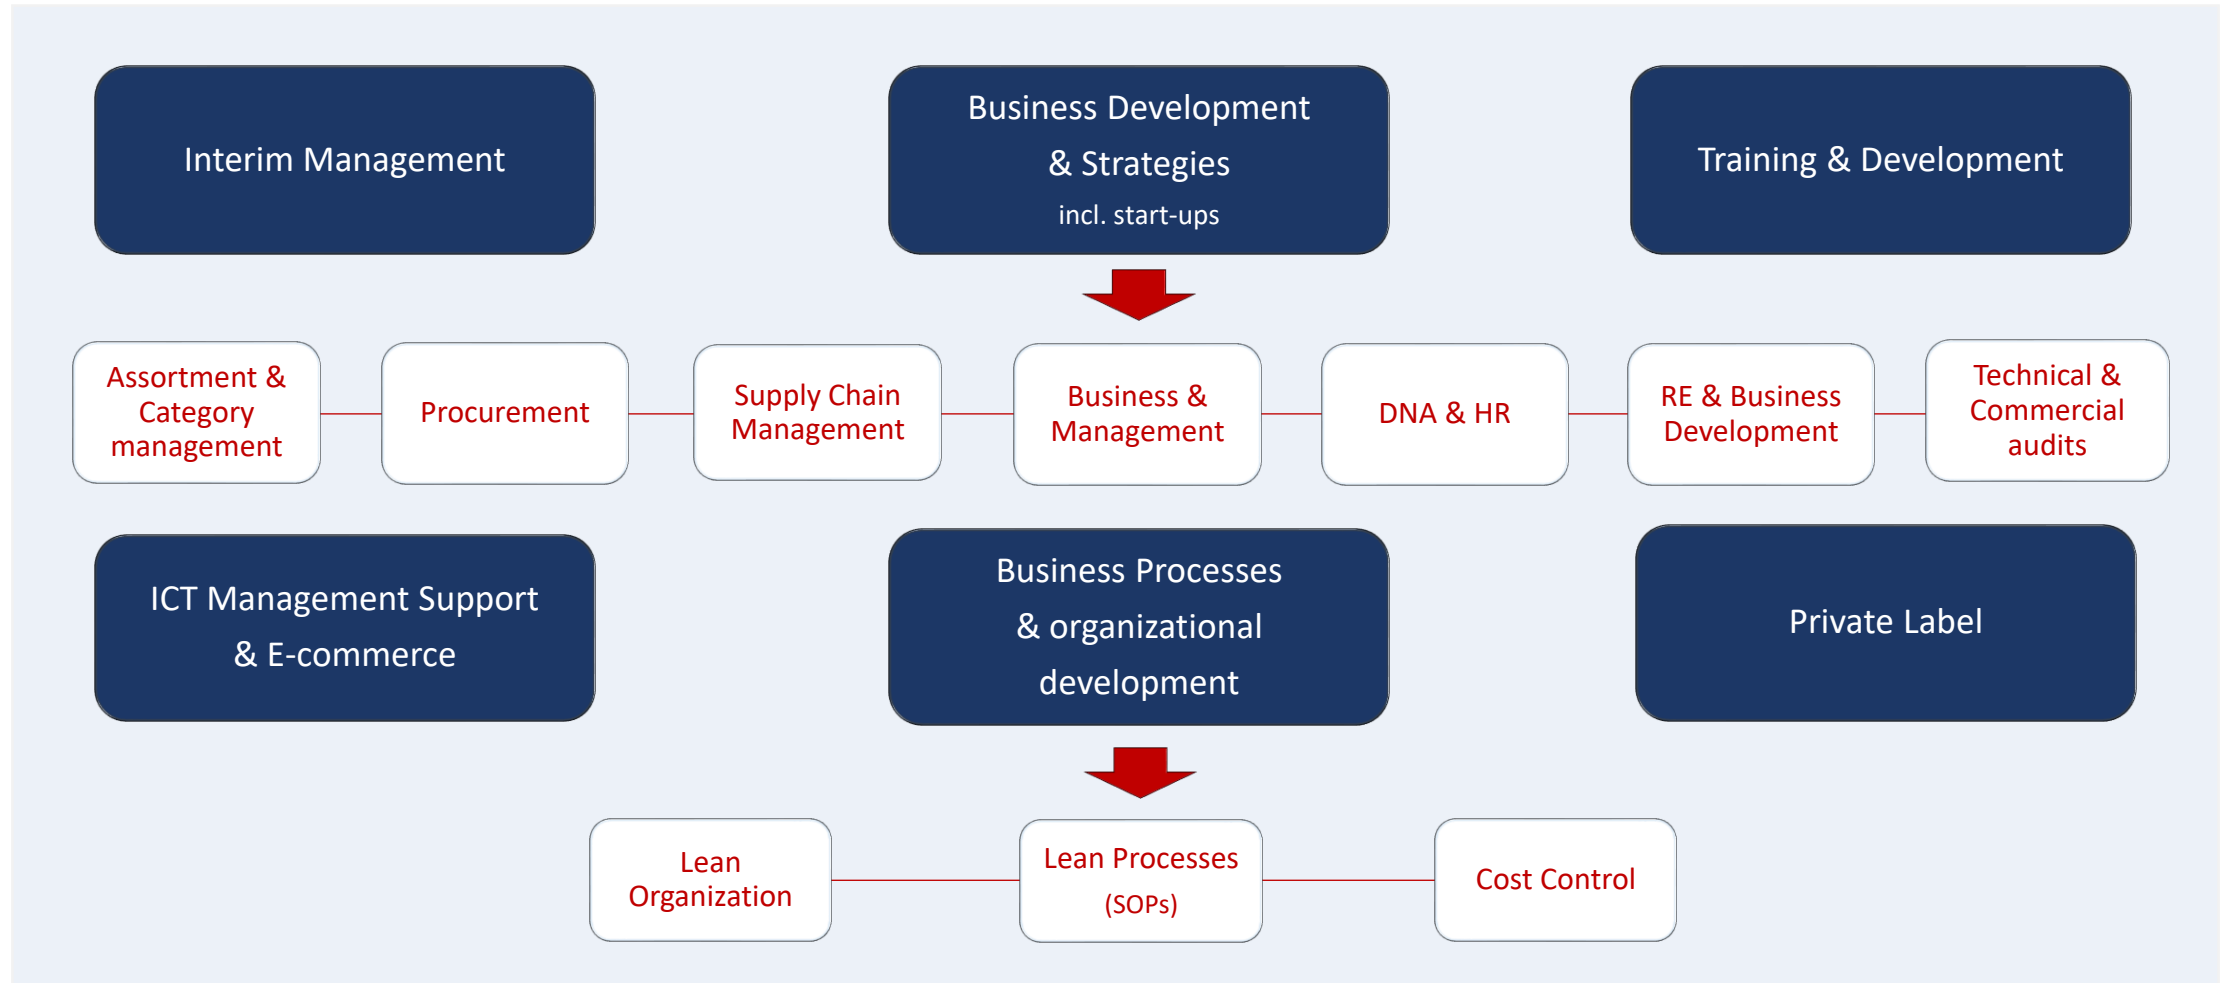 Interim Management
Business Development
& Strategies
incl. start-ups
Training & Development
Assortment &
Category
management
Procurement
Supply Chain
Management
Business &
Management
DNA & HR
RE & Business
Development
Technical &
Commercial
audits
ICT Management Support
& E-commerce
Business Processes
& organizational
development
Private Label
Lean
Organization
Lean Processes
(SOPs)
Cost Control